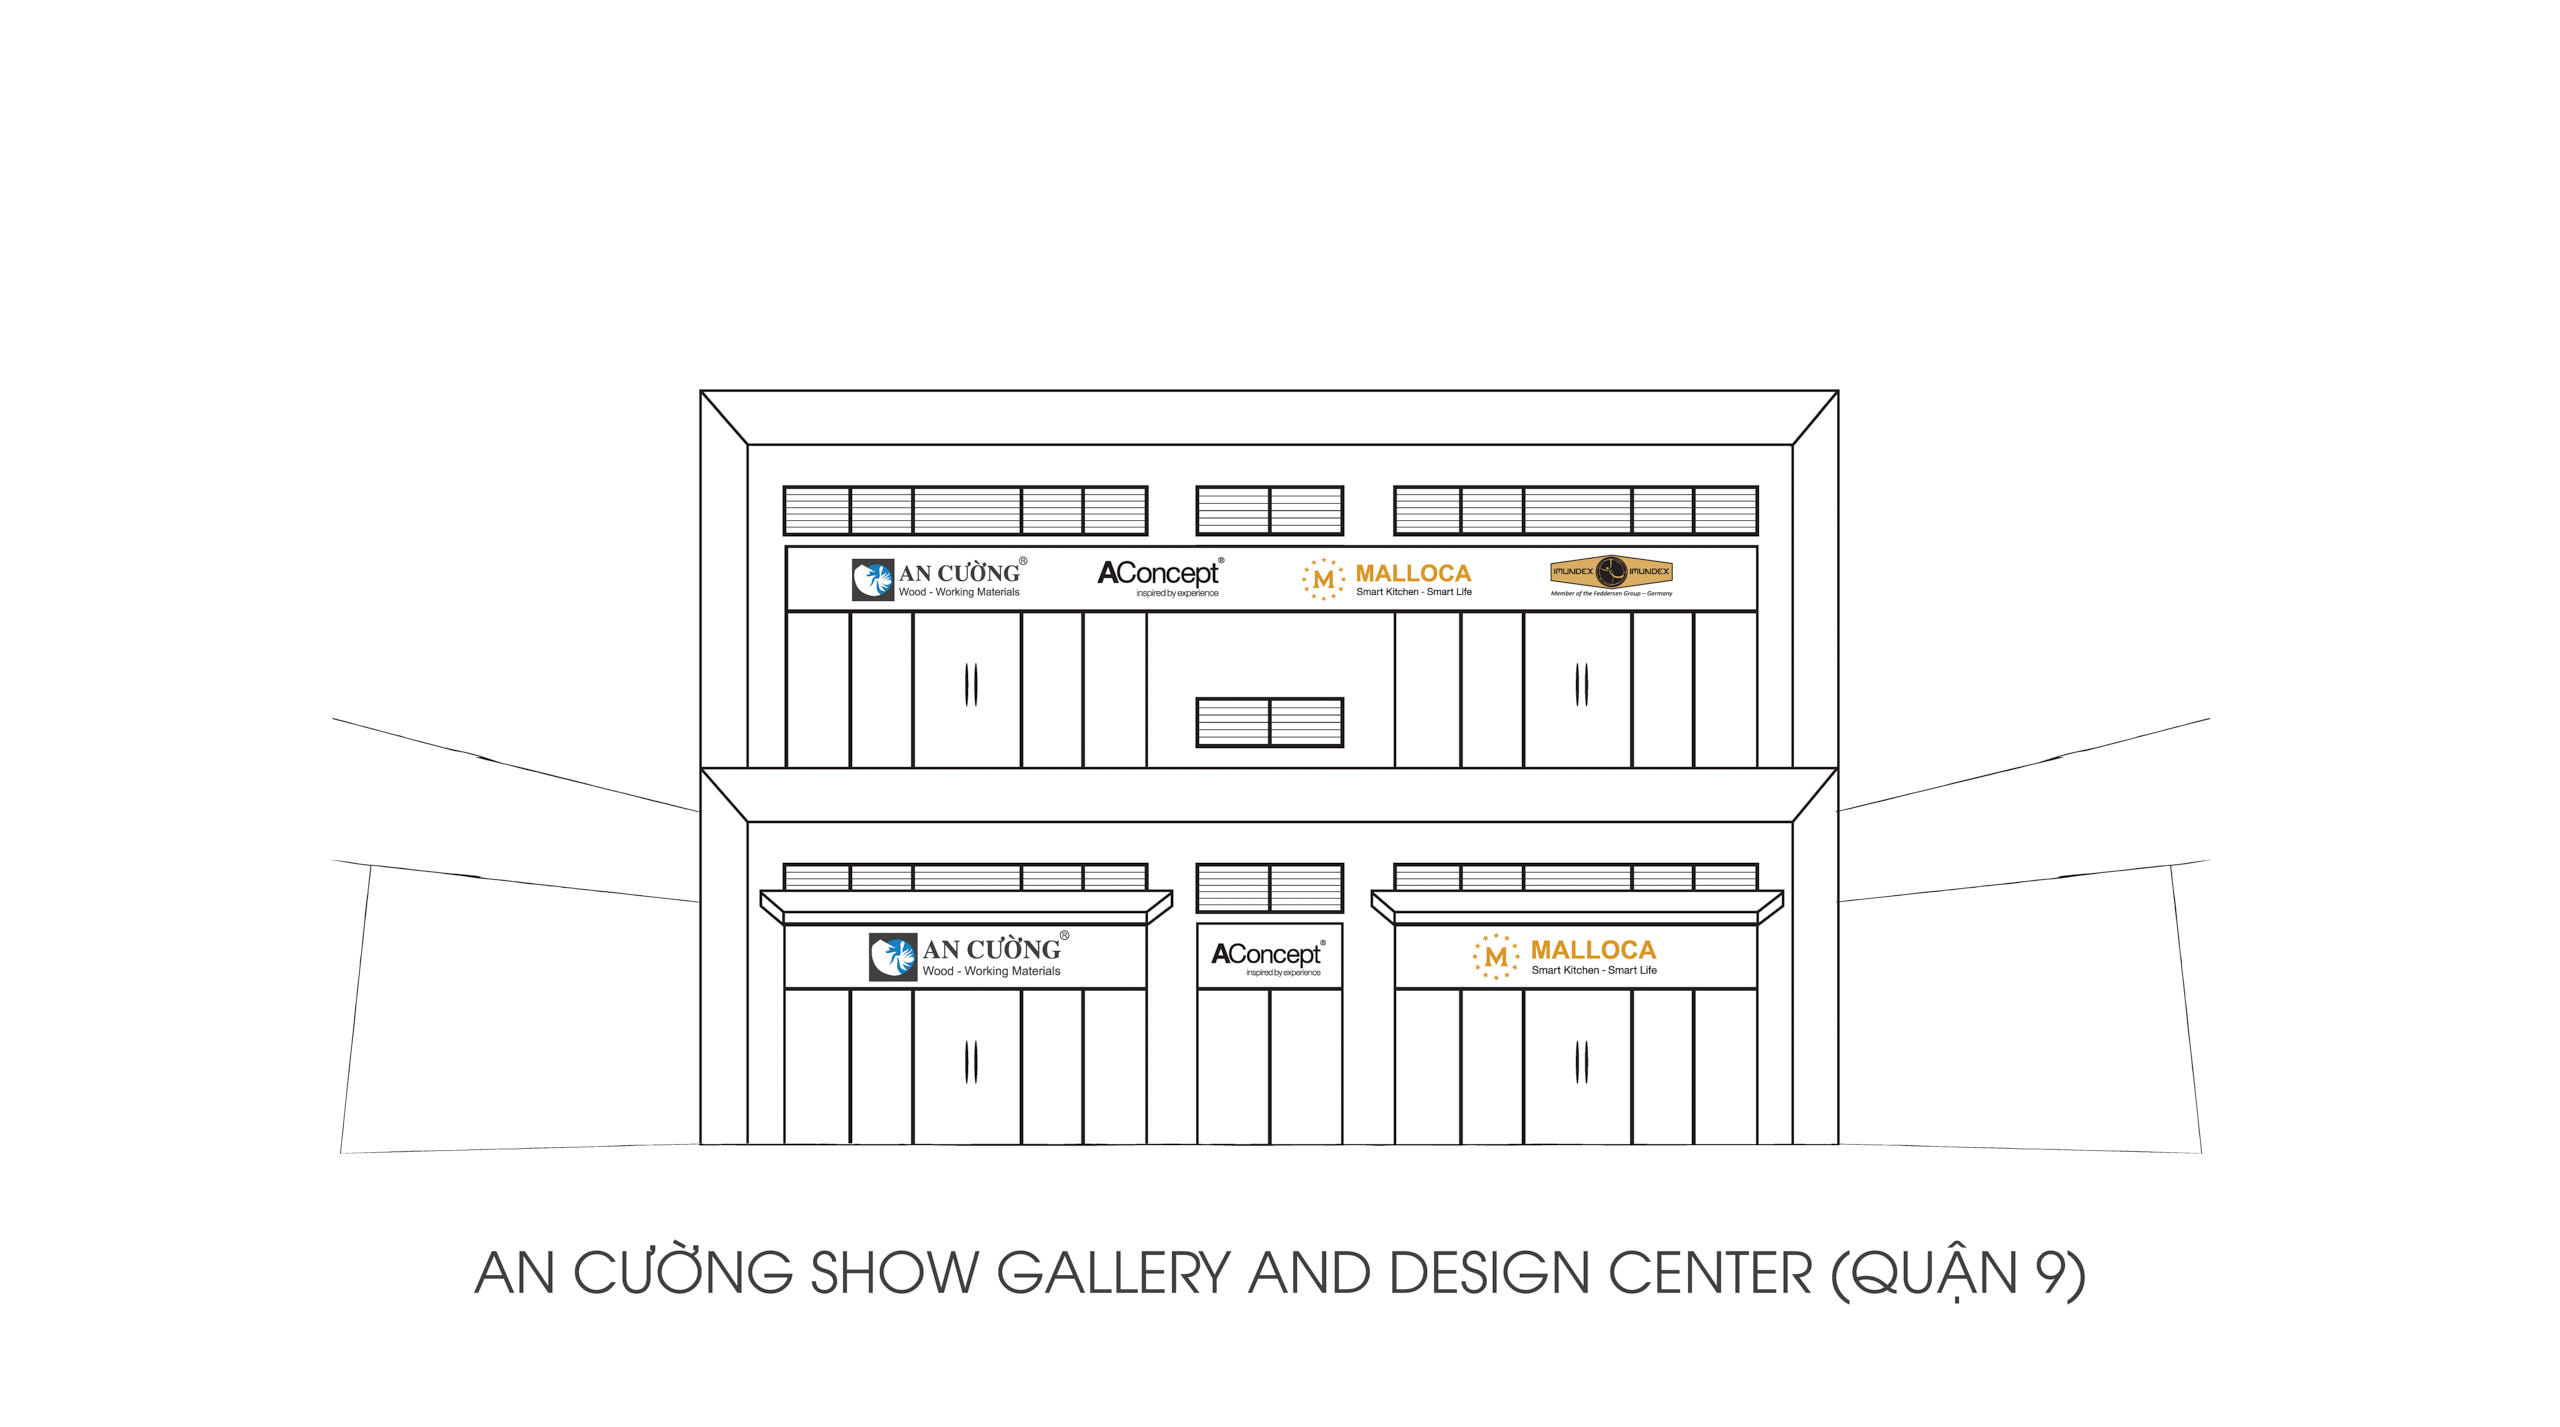 AN CƯỜNG®
Wood - Working Materials
AConcept®
inspired by experience
M MALLOCA
Smart Kitchen - Smart Life
IMUNDEX IMUNDEX
Member of the Feddersen Group – Germany
AN CƯỜNG®
Wood - Working Materials
AConcept®
inspired by experience
M MALLOCA
Smart Kitchen - Smart Life
AN CƯỜNG SHOW GALLERY AND DESIGN CENTER (QUẬN 9)